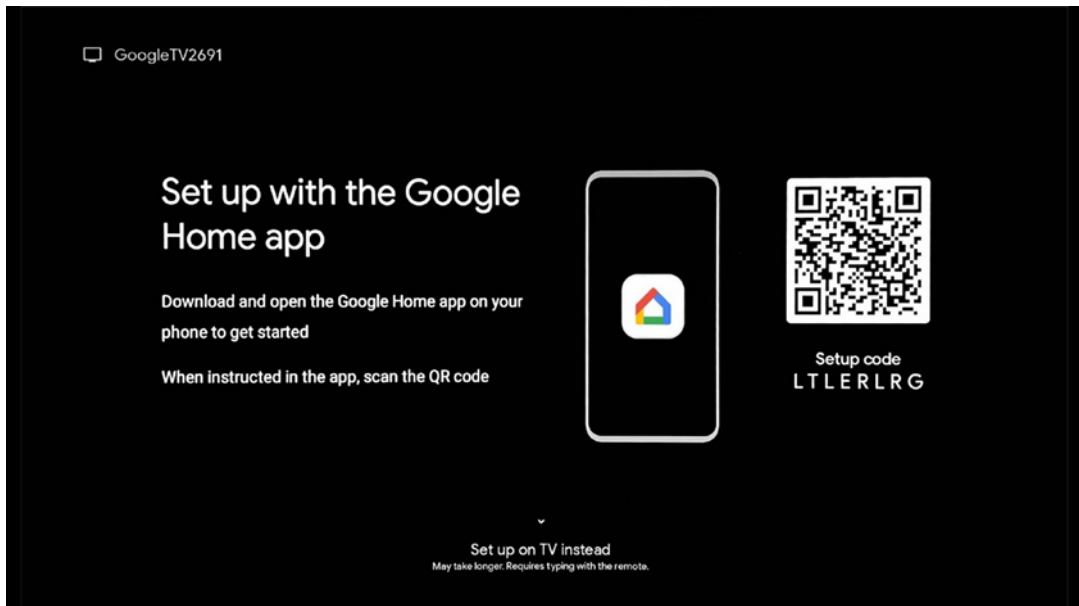 GoogleTV2691
Set up with the Google
Home app
Download and open the Google Home app on your
phone to get started
When instructed in the app, scan the QR code
Setup code
LTLERLRG
Set up on TV instead
May take longer. Requires typing with the remote.